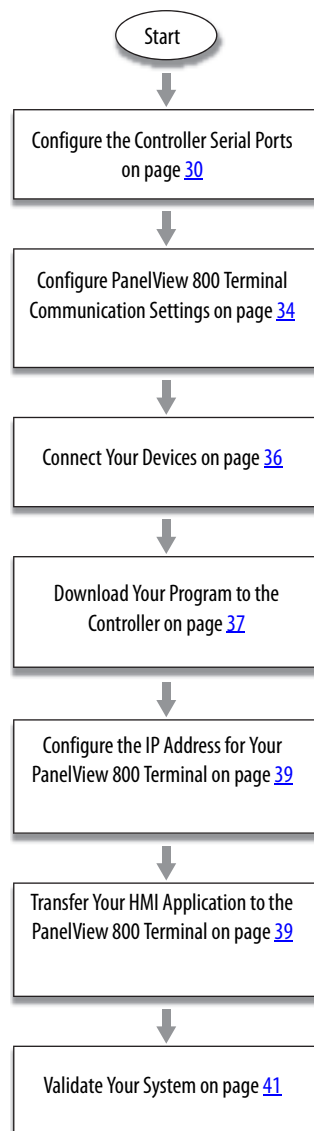 Start
Configure the Controller Serial Ports
on page 30
Configure PanelView 800 Terminal
Communication Settings on page 34
Connect Your Devices on page 36
Download Your Program to the
Controller on page 37
Configure the IP Address for Your
PanelView 800 Terminal on page 39
Transfer Your HMI Application to the
PanelView 800 Terminal on page 39
Validate Your System on page 41